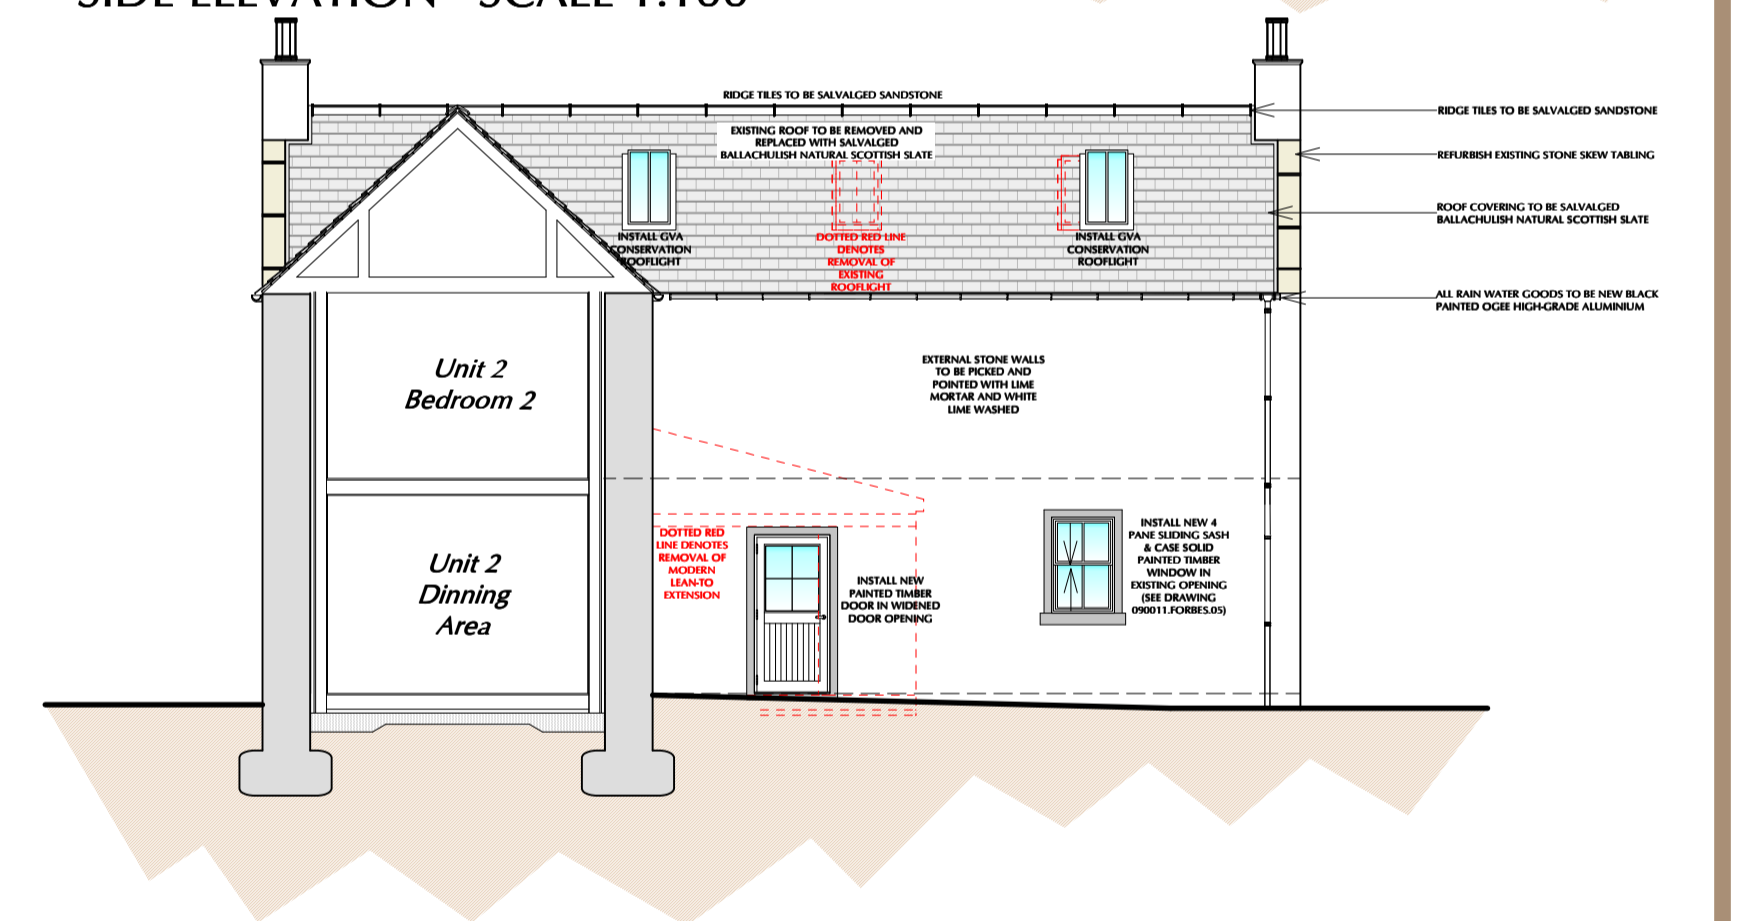 SIDE ELEVATION - SCALE 1:100
RIDGE TILES TO BE SALVALGED SANDSTONE
RIDGE TILES TO BE SALVALGED SANDSTONE
EXISTING ROOF TO BE REMOVED AND
REPLACED WITH SALVALGED
BALLACHULISH NATURAL SCOTTISH SLATE
REFURBISH EXISTING STONE SKEW TABLING
ROOF COVERING TO BE SALVALGED
BALLACHULISH NATURAL SCOTTISH SLATE
INSTALL GVA
CONSERVATION
ROOFLIGHT
DOTTED RED LINE
DENOTES
REMOVAL OF
EXISTING
ROOFLIGHT
INSTALL GVA
CONSERVATION
ROOFLIGHT
ALL RAIN WATER GOODS TO BE NEW BLACK
PAINTED OGEE HIGH-GRADE ALUMINIUM
Unit 2
Bedroom 2
EXTERNAL STONE WALLS
TO BE PICKED AND
POINTED WITH LIME
MORTAR AND WHITE
LIME WASHED
Unit 2
Dinning
Area
DOTTED RED
LINE DENOTES
REMOVAL OF
MODERN
LEAN-TO
EXTENSION
INSTALL NEW
PAINTED TIMBER
DOOR IN WIDENED
DOOR OPENING
INSTALL NEW 4
PANE SLIDING SASH
& CASE SOLID
PAINTED TIMBER
WINDOW IN
EXISTING OPENING
(SEE DRAWING
090011.FORBES.05)